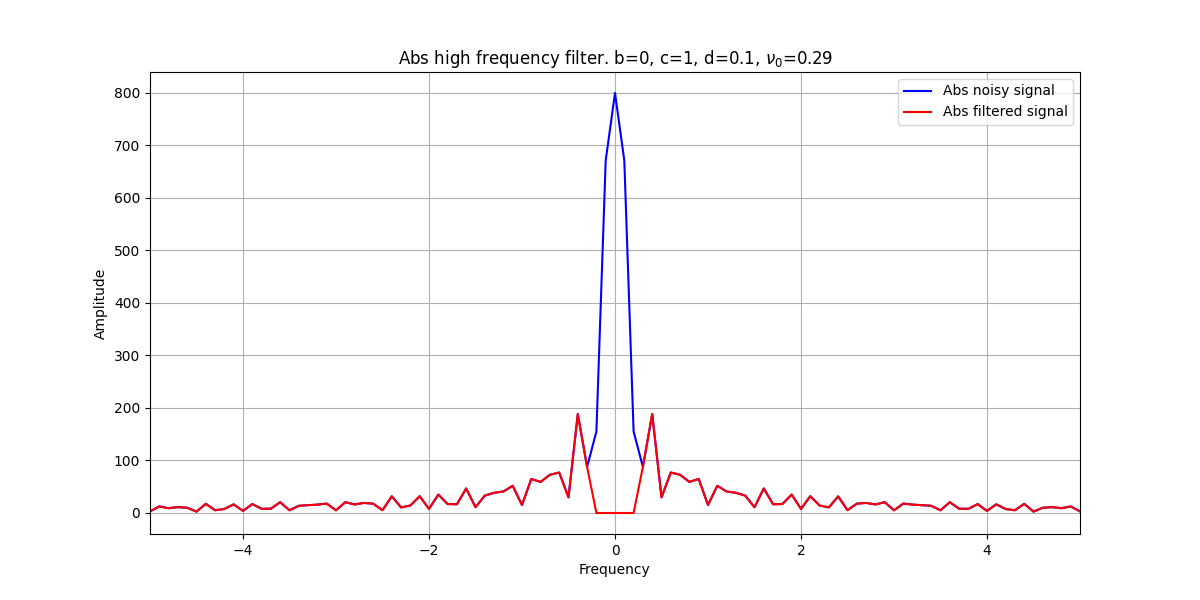 Abs high frequency filter. b=0, c=1, d=0.1, ν₀=0.29
Abs noisy signal
Abs filtered signal
800
700
600
500
400
300
200
100
0
Amplitude
−4
−2
0
2
4
Frequency